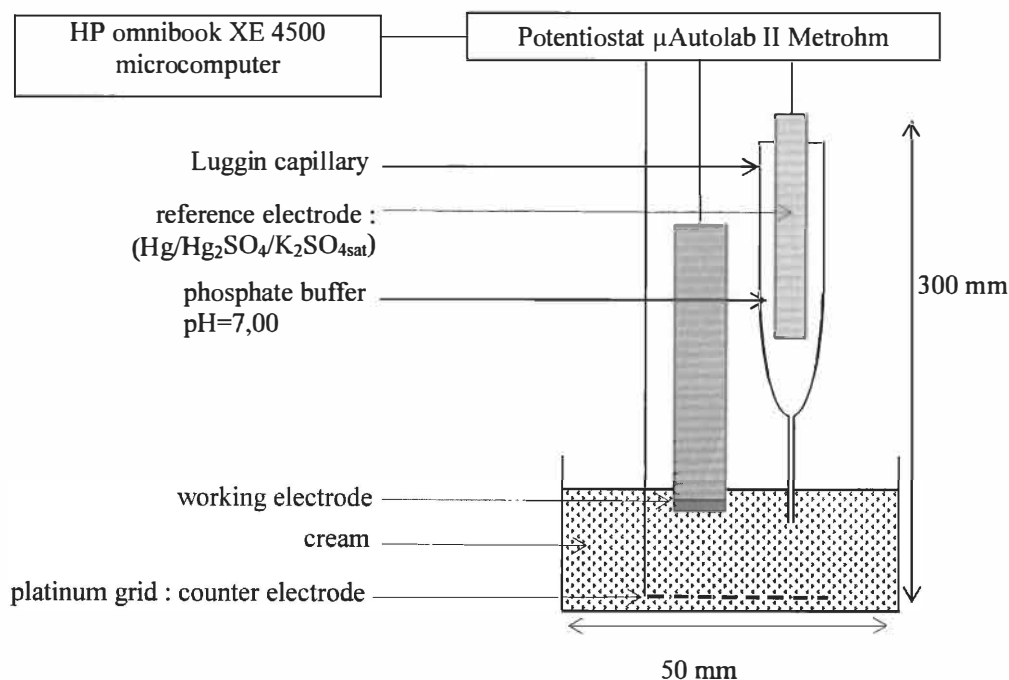 HP omnibook XE 4500
microcomputer
Potentiostat µAutolab II Metrohm
Luggin capillary
reference electrode :
(Hg/Hg₂SO₄/K₂SO₄sat)
phosphate buffer
pH=7,00
300 mm
working electrode
cream
platinum grid : counter electrode
50 mm